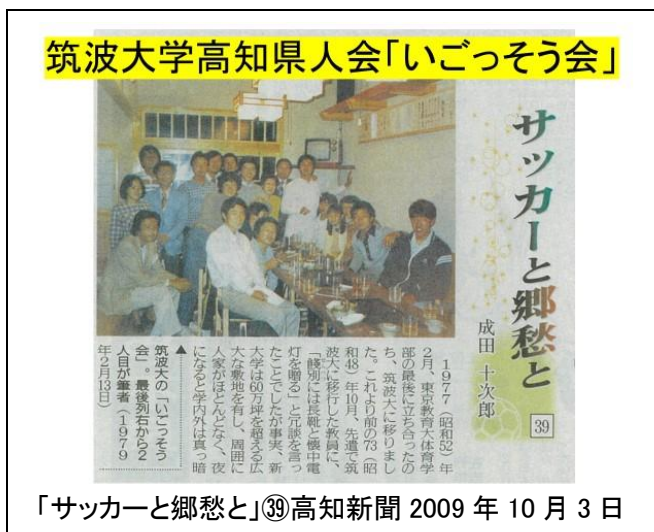 筑波大学高知県人会「いごっそう会」
サッカーと郷愁と
成田 十次郎
39
１９７７（昭和52）年
２月、東京教育大体育学
部の最後に立ち合ったの
ち、筑波大に移りまし
た。これより前の73（昭
和48）年10月、先遣で筑
波大に移行した教員に、
「餞別には長靴と懐中電
灯を贈る」と冗談を言っ
たことでしたが事実、新
大学は60万坪を超える広
大な敷地を有し、周囲に
人家がほとんどなく、夜
になると学内外は真っ暗
▲
筑波大の「いごっそう
会」。最後列右から２
人目が筆者（１９７９
年２月13日）
「サッカーと郷愁と」㊴高知新聞 2009 年 10 月 3 日